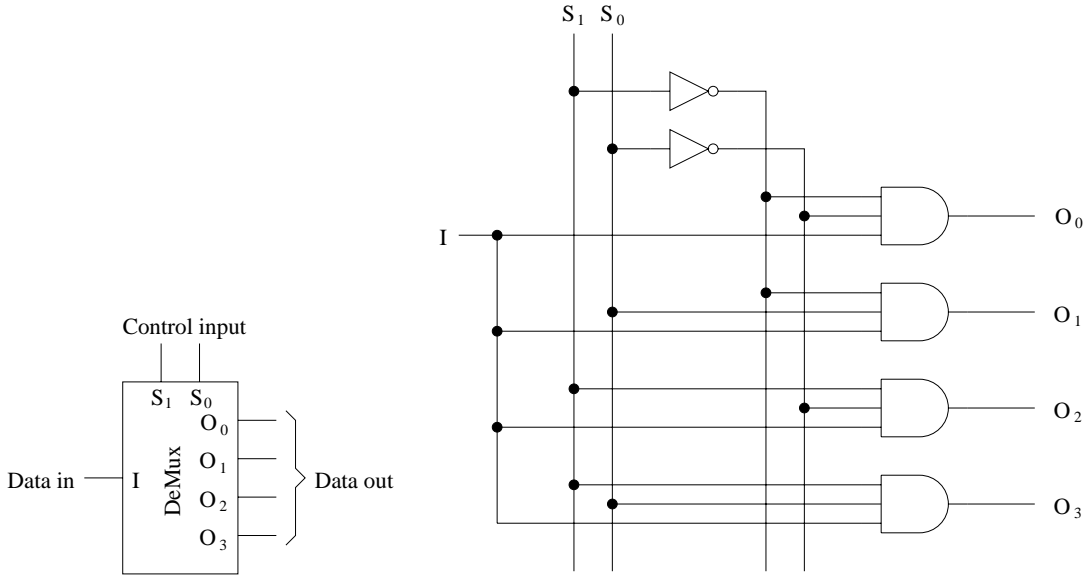 S1 S0
I
O0
O1
O2
O3
Control input
S1 S0
O0
O1
O2
O3
Data in
I
DeMux
Data out